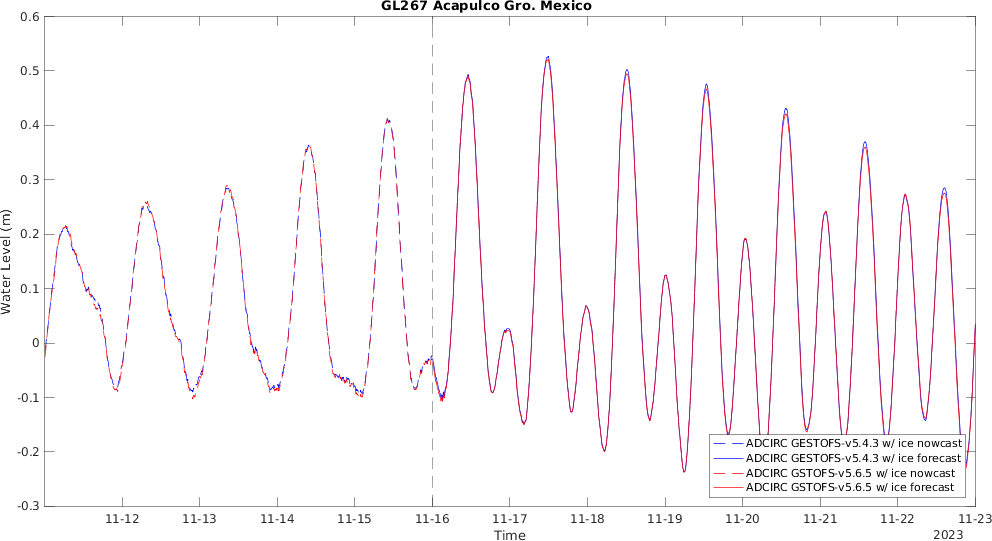 GL267 Acapulco Gro. Mexico
Water Level (m)
0.6
0.5
0.4
0.3
0.2
0.1
0
-0.1
-0.2
-0.3
ADCIRC GESTOFS-v5.4.3 w/ ice nowcast
ADCIRC GESTOFS-v5.4.3 w/ ice forecast
ADCIRC GSTOFS-v5.6.5 w/ ice nowcast
ADCIRC GSTOFS-v5.6.5 w/ ice forecast
11-12 11-13 11-14 11-15 11-16 11-17 11-18 11-19 11-20 11-21 11-22 11-23
Time
2023